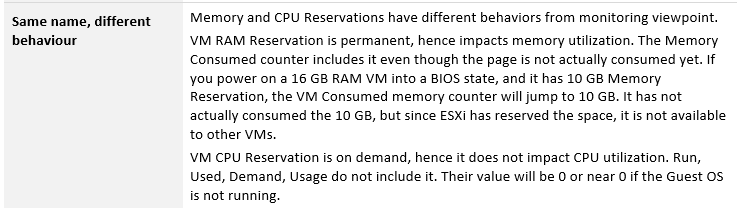 Same name, different
behaviour
Memory and CPU Reservations have different behaviors from monitoring viewpoint.
VM RAM Reservation is permanent, hence impacts memory utilization. The Memory
Consumed counter includes it even though the page is not actually consumed yet. If
you power on a 16 GB RAM VM into a BIOS state, and it has 10 GB Memory
Reservation, the VM Consumed memory counter will jump to 10 GB. It has not
actually consumed the 10 GB, but since ESXi has reserved the space, it is not available
to other VMs.
VM CPU Reservation is on demand, hence it does not impact CPU utilization. Run,
Used, Demand, Usage do not include it. Their value will be 0 or near 0 if the Guest OS
is not running.